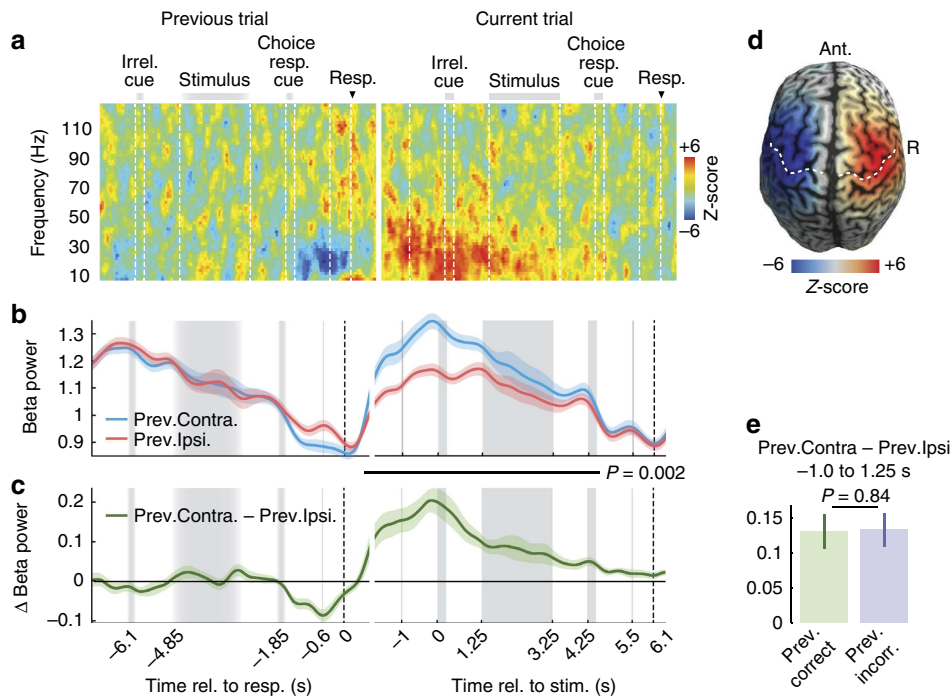 Previous trial
Current trial
a
Irrel.
cue
Stimulus
Choice
resp.
cue
Resp.
Irrel.
cue
Stimulus
Choice
resp.
cue
Resp.
Frequency (Hz)
110
90
70
50
30
10
+6
−6
Z-score
d
Ant.
R
−6
+6
Z-score
b
Beta power
1.3
1.2
1.1
1
0.9
Prev.Contra.
Prev.Ipsi.
P = 0.002
c
Δ Beta power
0.2
0.1
0
−0.1
Prev.Contra. – Prev.Ipsi.
−6.1
−4.85
−1.85
−0.6
0
−1
0
1.25
3.25
4.25
5.5
6.1
Time rel. to resp. (s)
Time rel. to stim. (s)
e
Prev.Contra – Prev.Ipsi
−1.0 to 1.25 s
P = 0.84
0.15
0.1
0.05
0
Prev.
correct
Prev.
incorr.